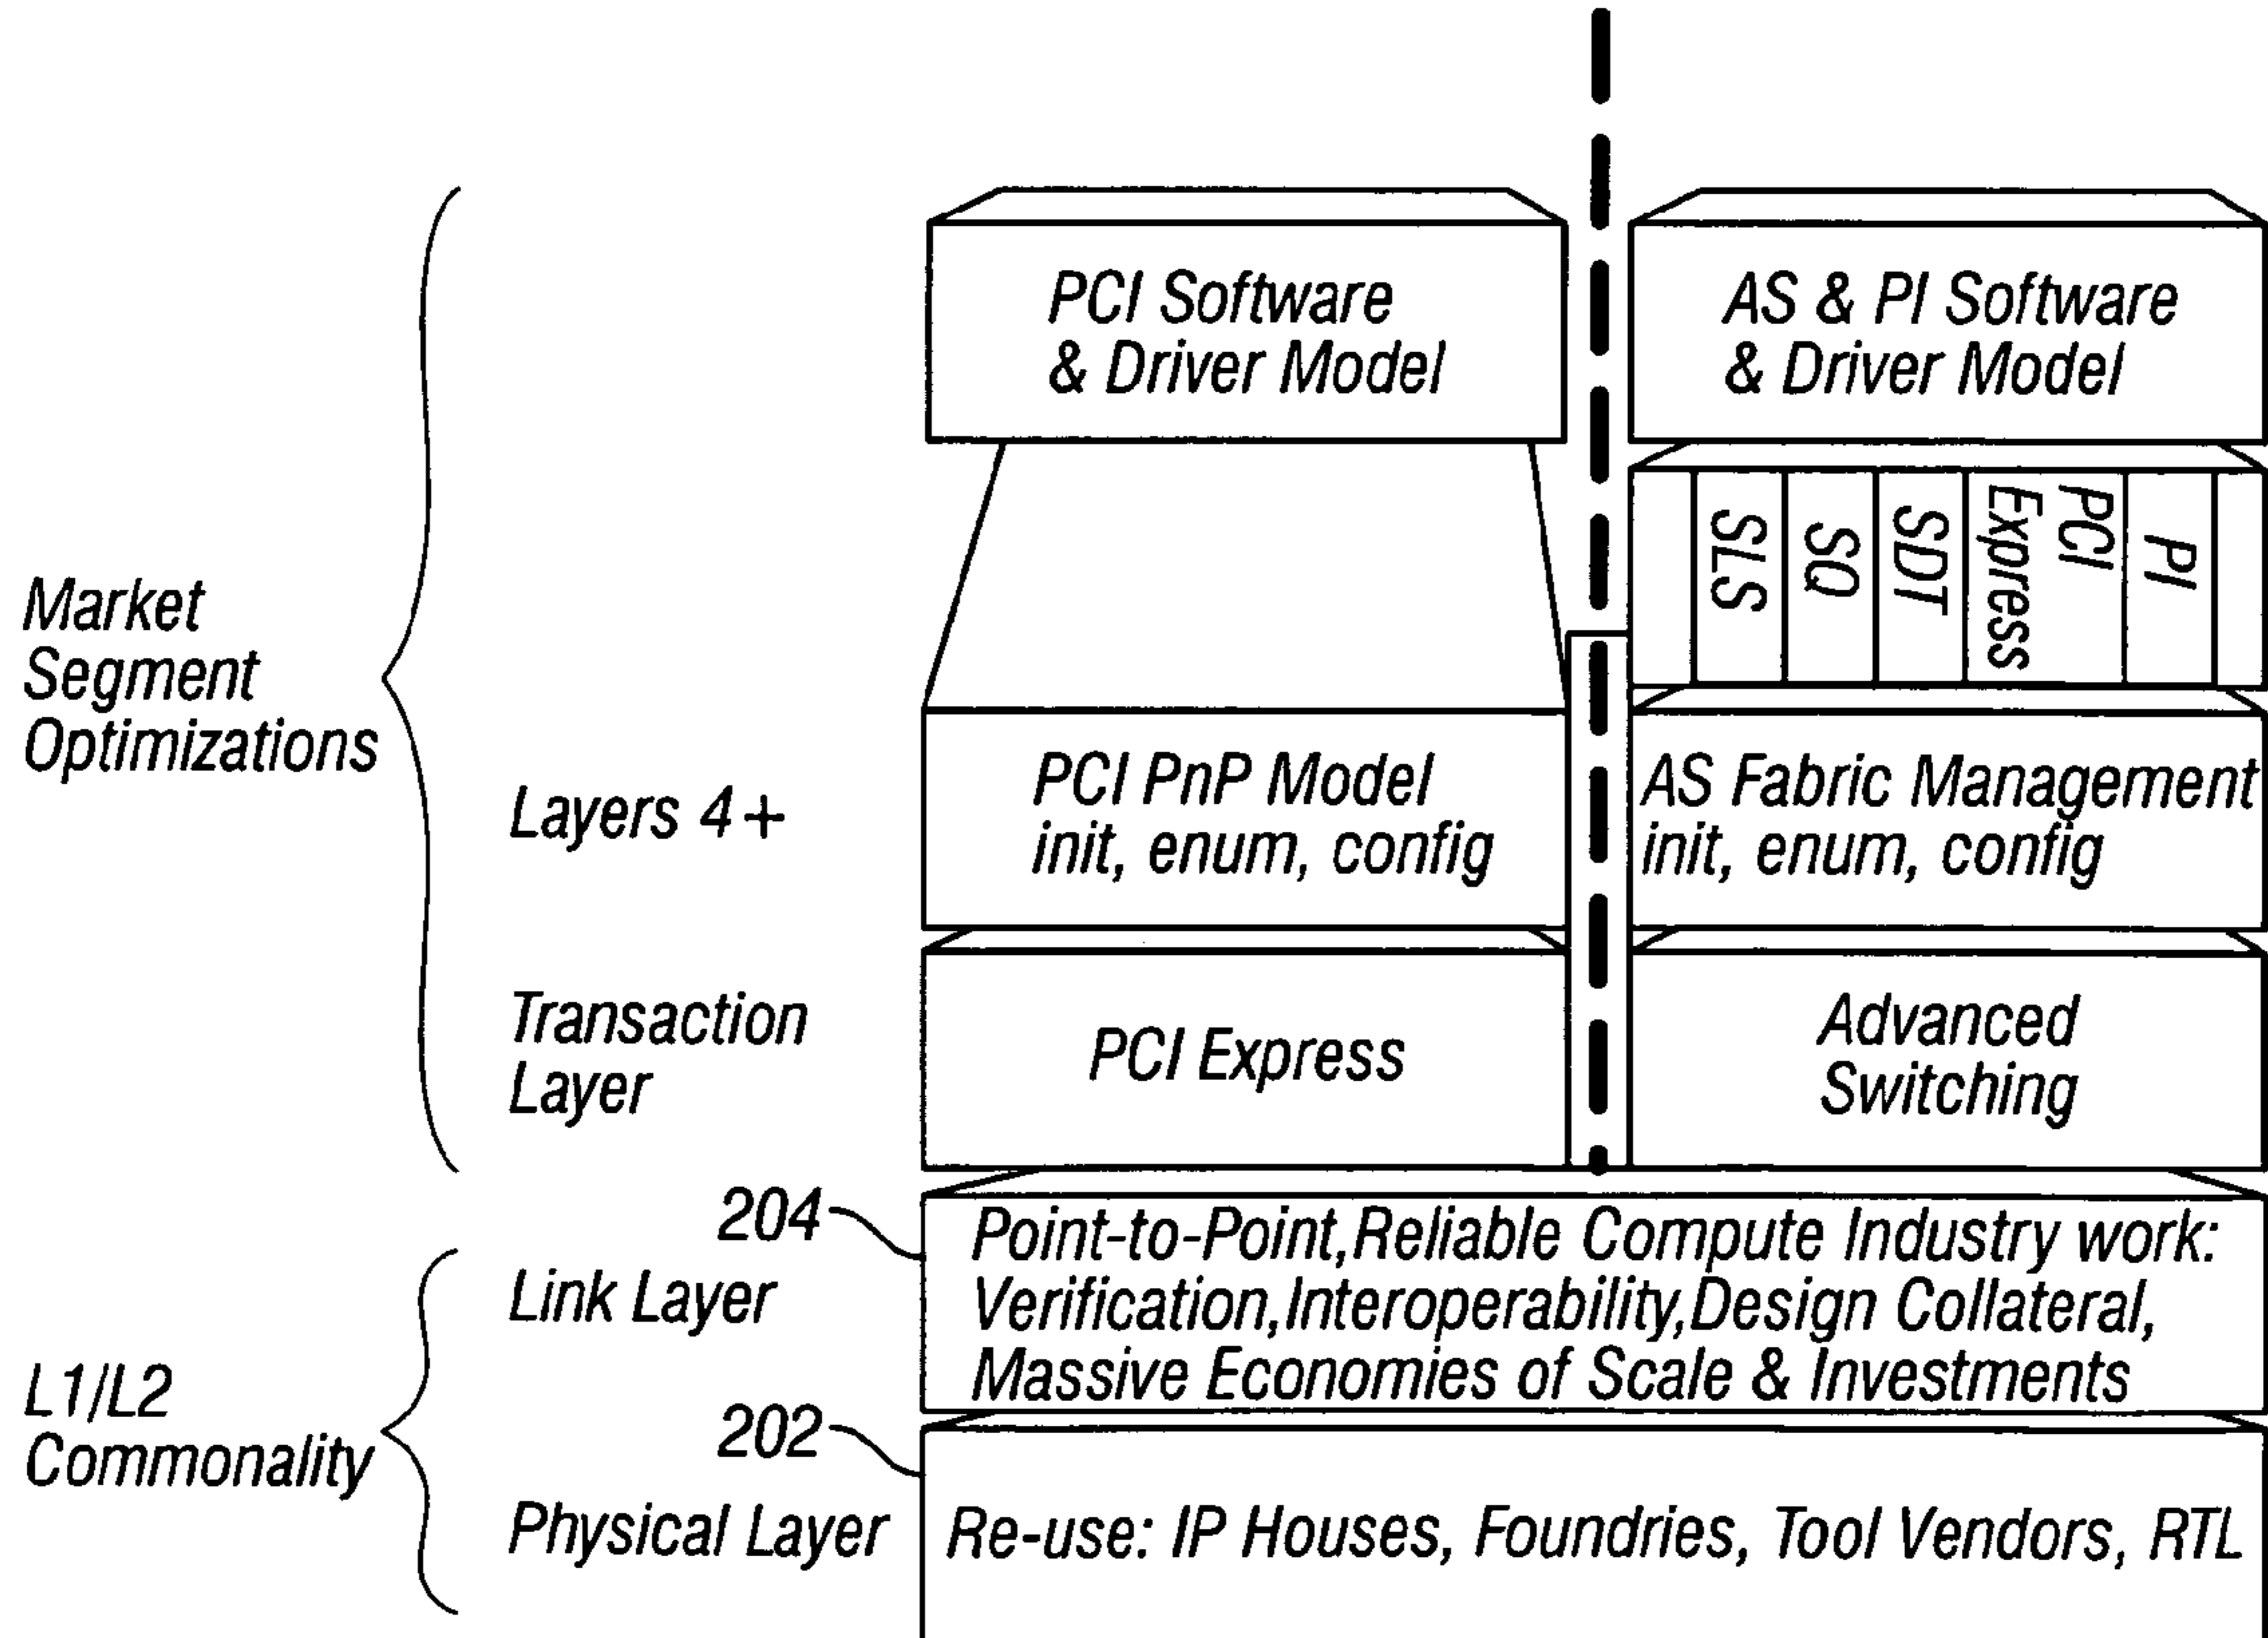 PCI Software
& Driver Model
AS & PI Software
& Driver Model
SLS
SQ
SDT
PCI
Express
PI
Market
Segment
Optimizations
Layers 4+
PCI PnP Model
init, enum, config
AS Fabric Management
init, enum, config
Transaction
Layer
PCI Express
Advanced
Switching
204
Link Layer
Point-to-Point,Reliable Compute Industry work:
Verification,Interoperability,Design Collateral,
Massive Economies of Scale & Investments
L1/L2
Commonality
202
Physical Layer
Re-use: IP Houses, Foundries, Tool Vendors, RTL